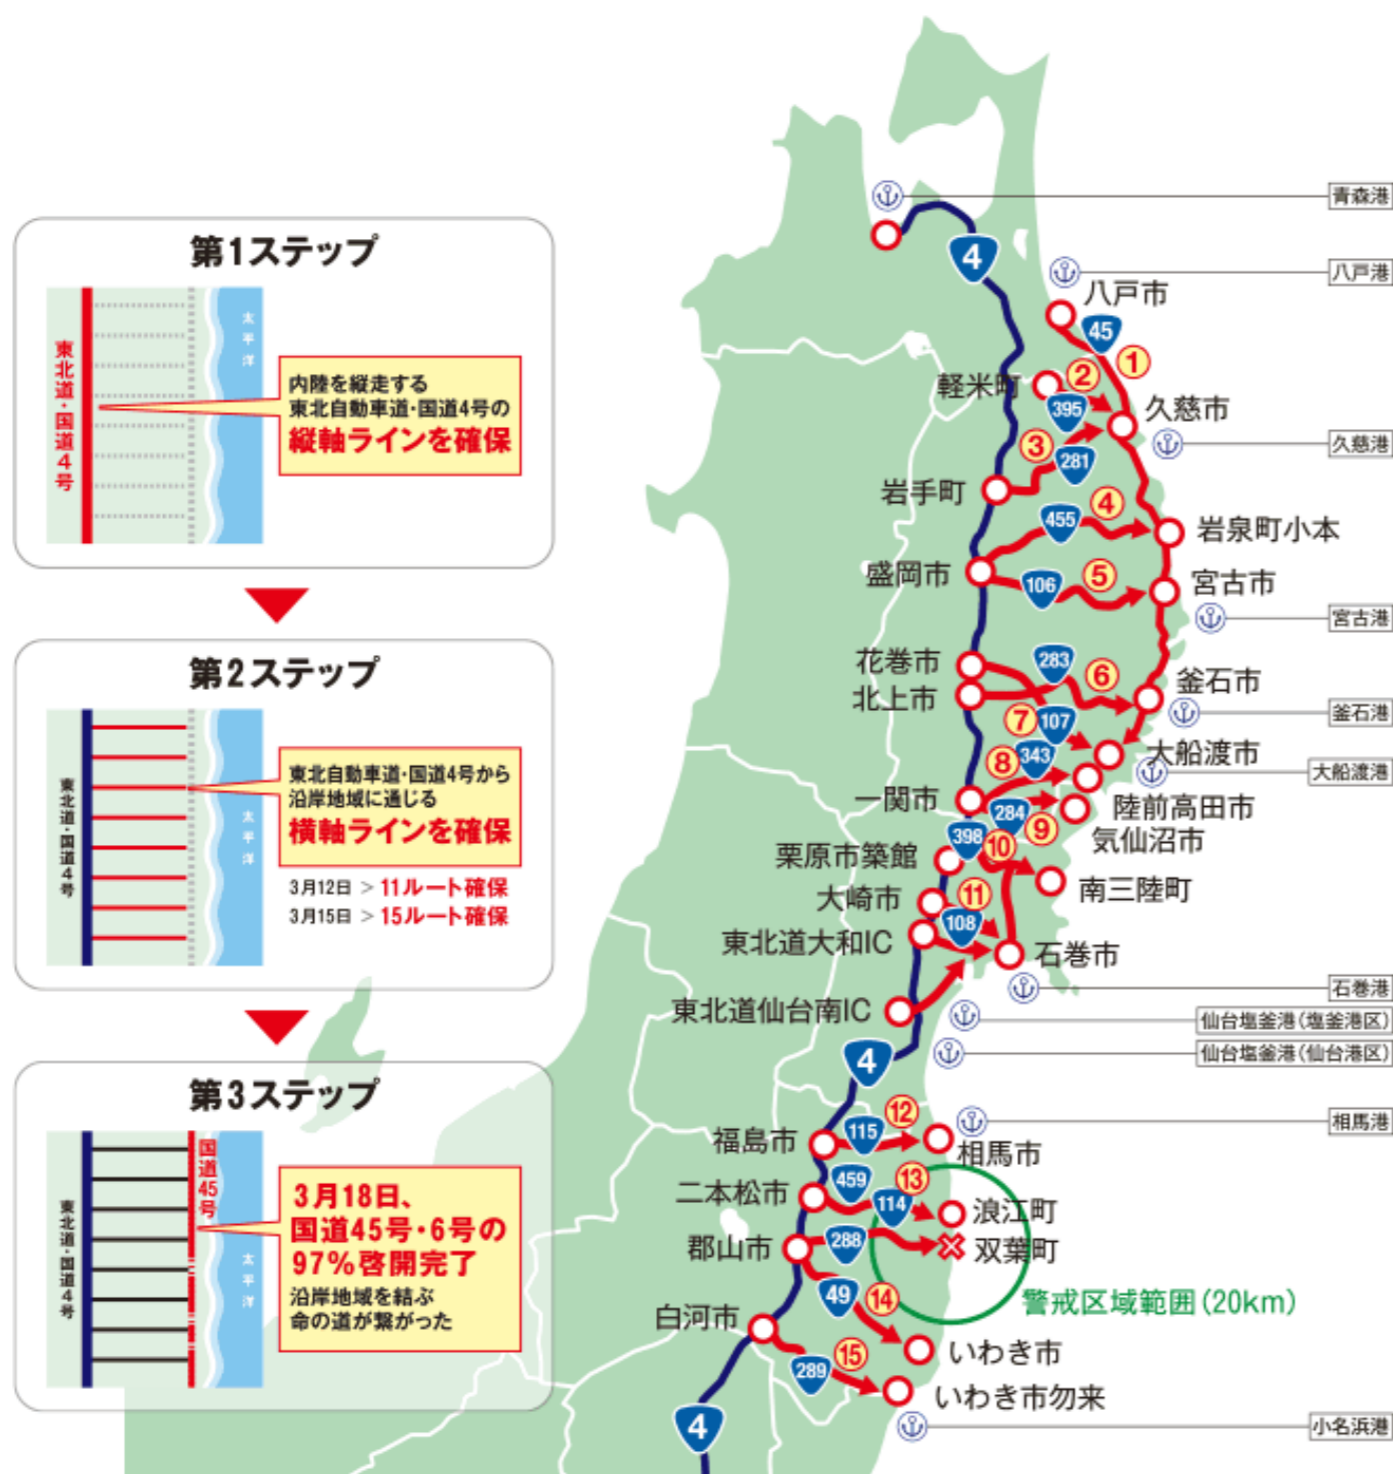 第1ステップ
東北道・国道4号
太平洋
内陸を縦走する
東北自動車道・国道4号の
縦軸ラインを確保
第2ステップ
東北道・国道4号
太平洋
東北自動車道・国道4号から
沿岸地域に通じる
横軸ラインを確保
3月12日 > 11ルート確保
3月15日 > 15ルート確保
第3ステップ
東北道・国道4号
国道45号
太平洋
3月18日、
国道45号・6号の
97%啓開完了
沿岸地域を結ぶ
命の道が繋がった
青森港
4
八戸港
八戸市
45
①
軽米町
②
395
久慈市
③
281
久慈港
岩手町
④
455
岩泉町小本
盛岡市
106
⑤
宮古市
宮古港
花巻市
283
⑥
釜石市
北上市
釜石港
⑦
107
大船渡市
⑧
343
大船渡港
一関市
284
⑨
陸前高田市
398
⑩
気仙沼市
栗原市築館
南三陸町
大崎市
⑪
108
東北道大和IC
石巻市
石巻港
東北道仙台南IC
仙台塩釜港(塩釜港区)
仙台塩釜港(仙台港区)
4
⑫
相馬港
福島市
115
相馬市
459
⑬
二本松市
114
浪江町
郡山市
288
双葉町
49
⑭
警戒区域範囲(20km)
白河市
いわき市
⑮
289
いわき市勿来
4
小名浜港